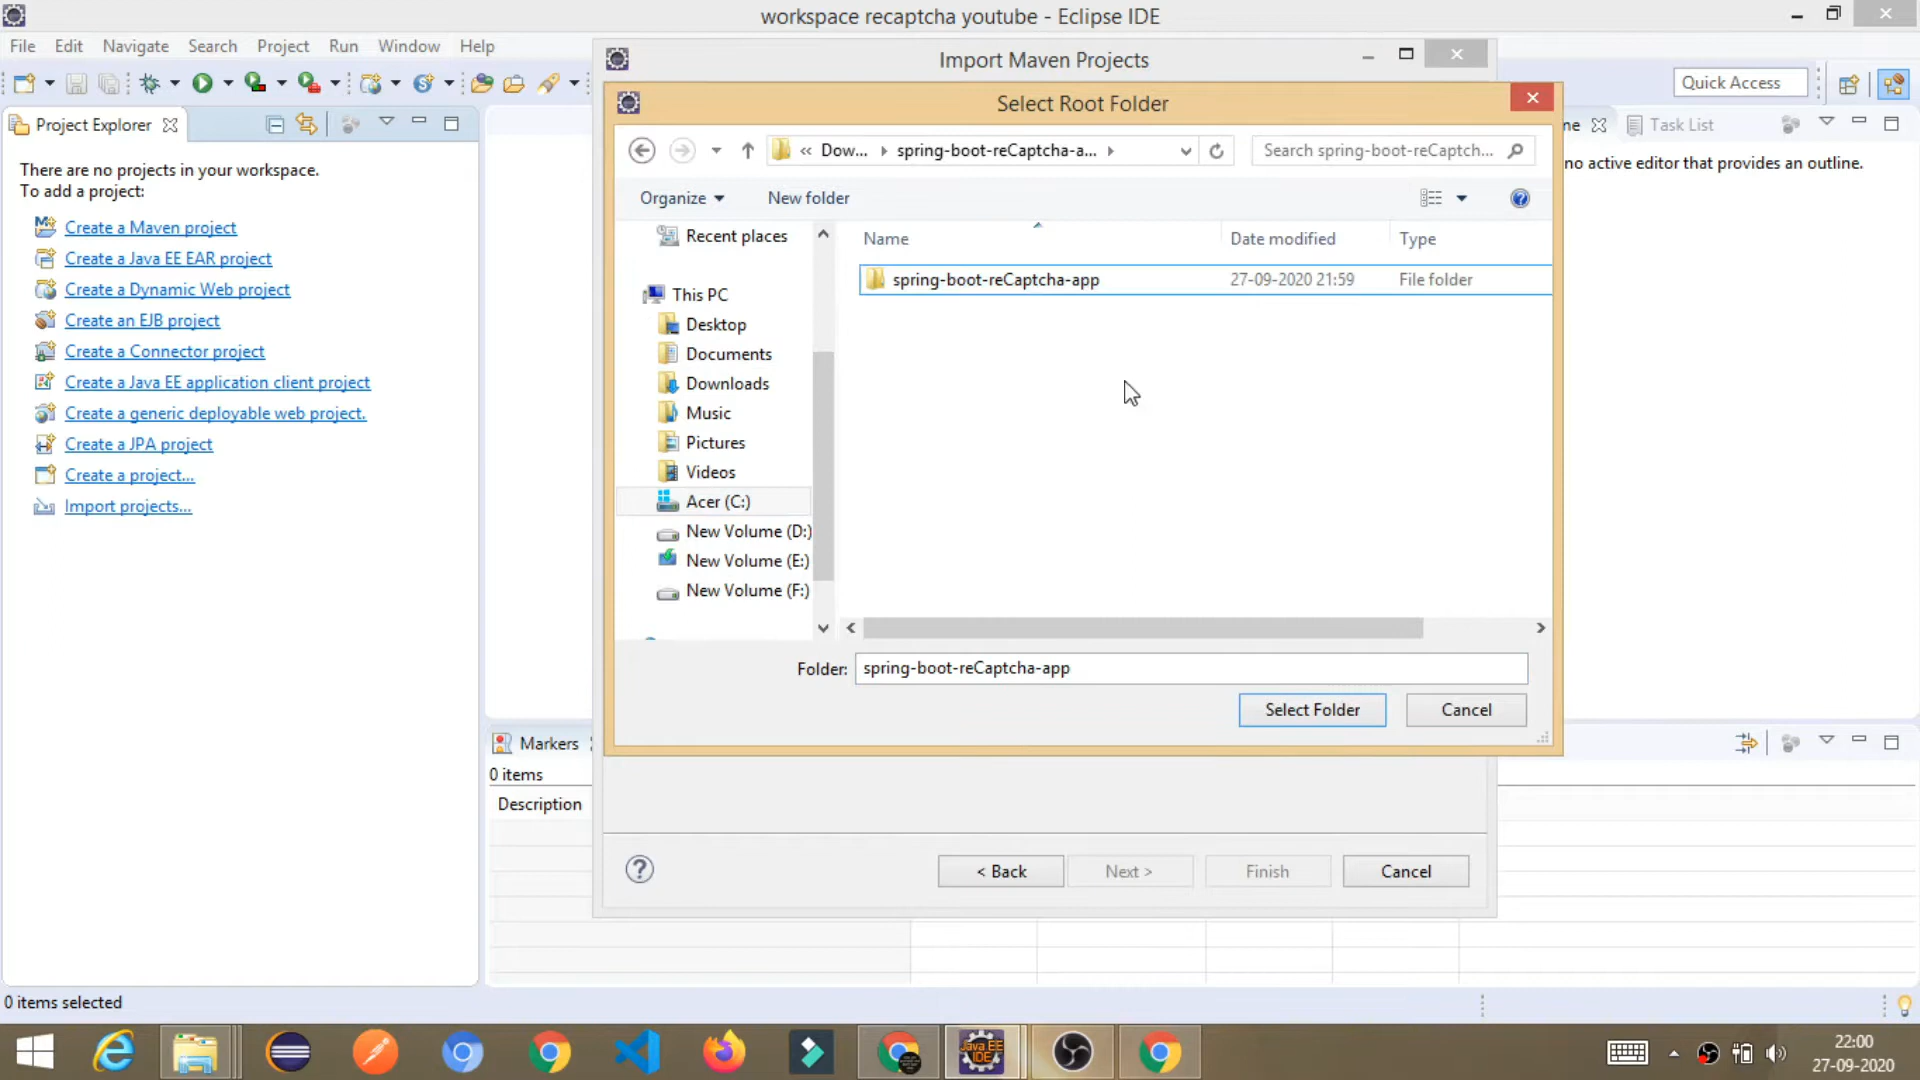 workspace recaptcha youtube - Eclipse IDE
File Edit Navigate Search Project Run Window Help
Import Maven Projects
Quick Access
Select Root Folder
Project Explorer
ne
Task List
« Dow... spring-boot-reCaptcha-a...
Search spring-boot-reCaptch...
There are no projects in your workspace.
To add a project:
no active editor that provides an outline.
Organize
New folder
Create a Maven project
Create a Java EE EAR project
Create a Dynamic Web project
Create an EJB project
Create a Connector project
Create a Java EE application client project
Create a generic deployable web project.
Create a JPA project
Create a project...
Import projects...
Recent places
This PC
Desktop
Documents
Downloads
Music
Pictures
Videos
Acer (C:)
New Volume (D:)
New Volume (E:)
New Volume (F:)
Name Date modified Type
spring-boot-reCaptcha-app 27-09-2020 21:59 File folder
Folder: spring-boot-reCaptcha-app
Select Folder Cancel
Markers
0 items
Description
< Back Next > Finish Cancel
0 items selected
Java EE
IDE
22:00
27-09-2020